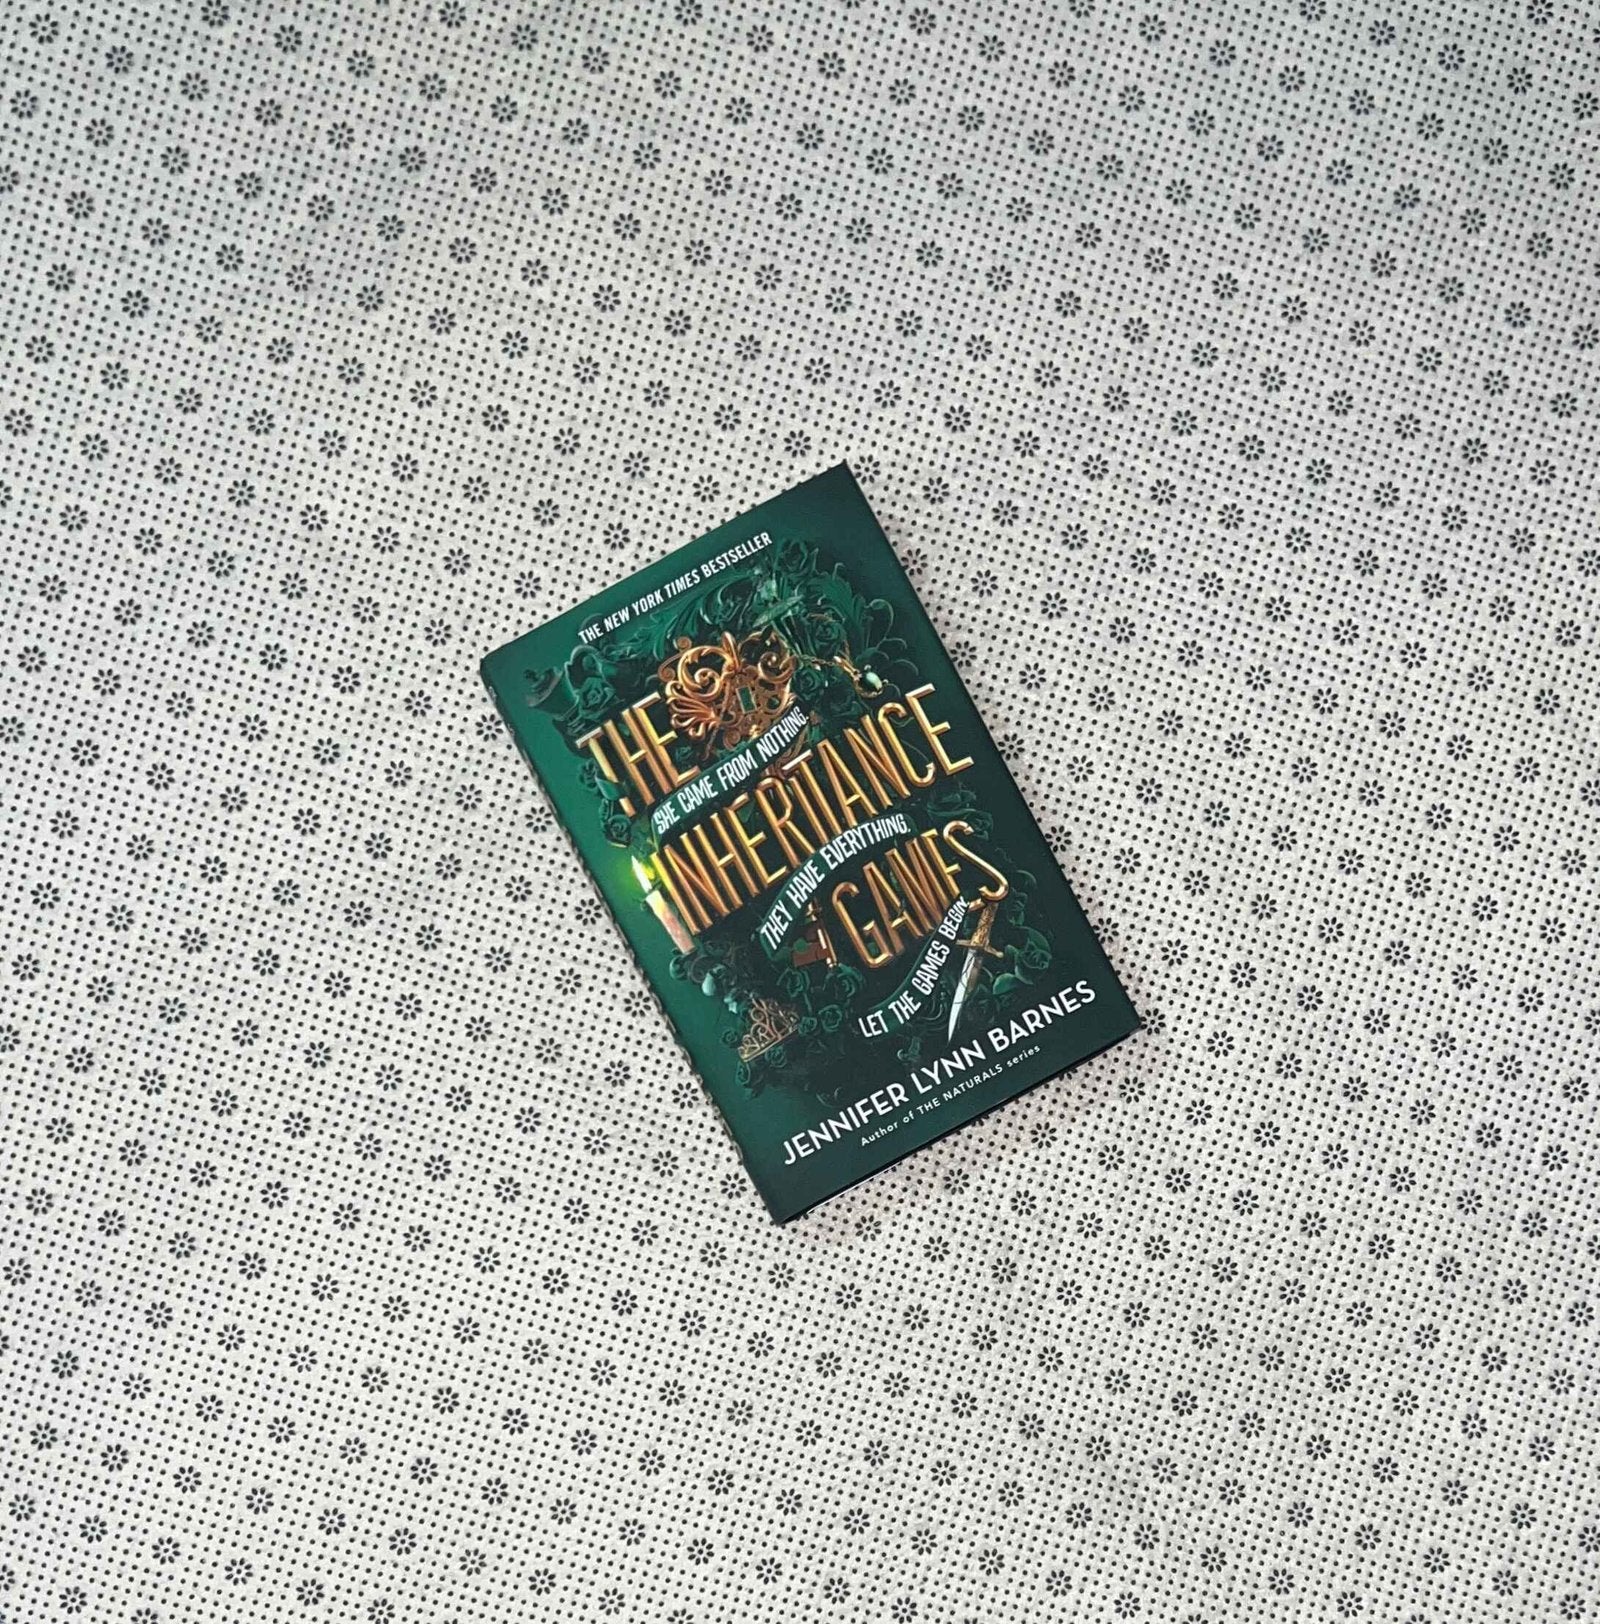 THE NEW YORK TIMES BESTSELLER
THE
SHE CAME FROM NOTHING.
INHERITANCE
THEY HAVE EVERYTHING.
GAMES
LET THE GAMES BEGIN.
JENNIFER LYNN BARNES
Author of THE NATURALS series